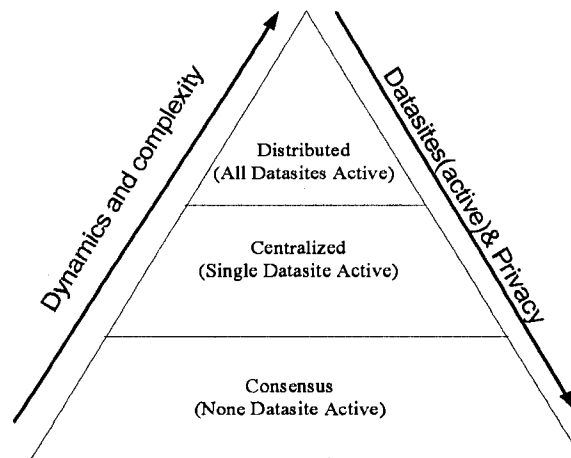 Dynamics and complexity
Datasites(active)& Privacy
Distributed
(All Datasites Active)
Centralized
(Single Datasite Active)
Consensus
(None Datasite Active)